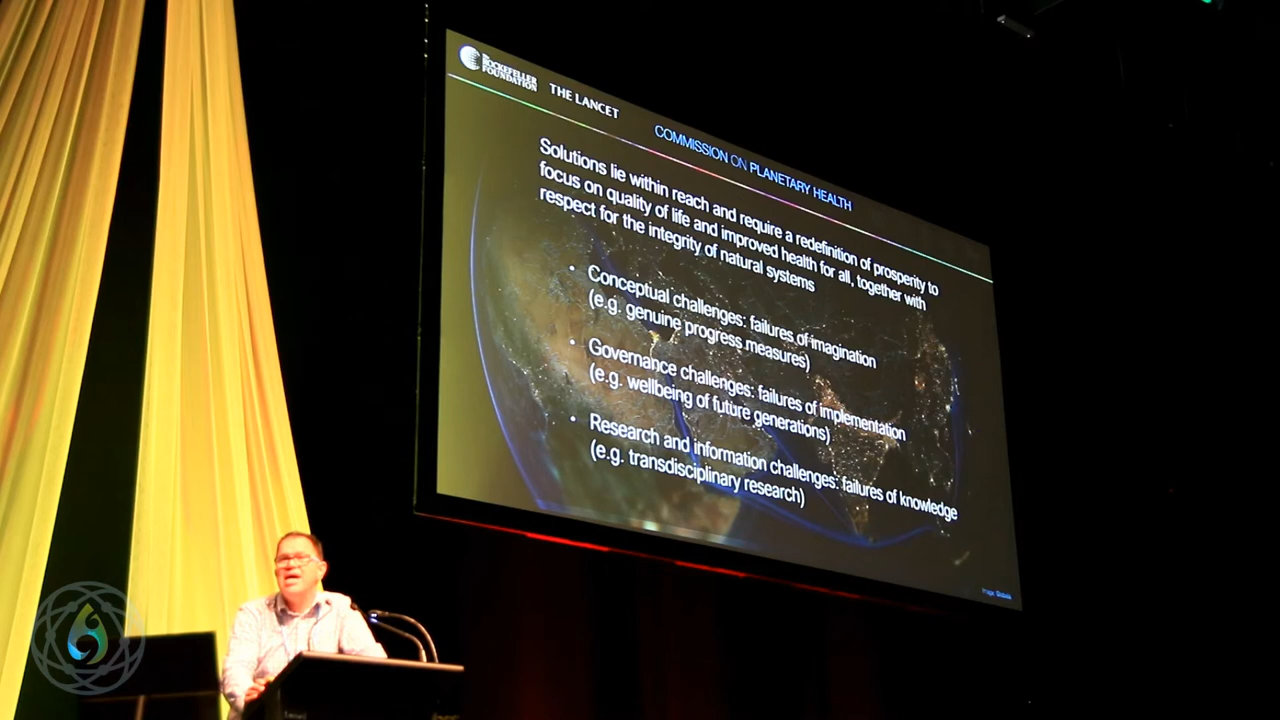 THE
ROCKEFELLER
FOUNDATION
THE LANCET
COMMISSION ON PLANETARY HEALTH
Solutions lie within reach and require a redefinition of prosperity to
focus on quality of life and improved health for all, together with
respect for the integrity of natural systems
• Conceptual challenges: failures of imagination
(e.g. genuine progress measures)
• Governance challenges: failures of implementation
(e.g. wellbeing of future generations)
• Research and information challenges: failures of knowledge
(e.g. transdisciplinary research)
Image: Globaïa